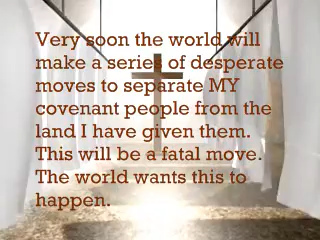 Very soon the world will
make a series of desperate
moves to separate MY
covenant people from the
land I have given them.
This will be a fatal move.
The world wants this to
happen.